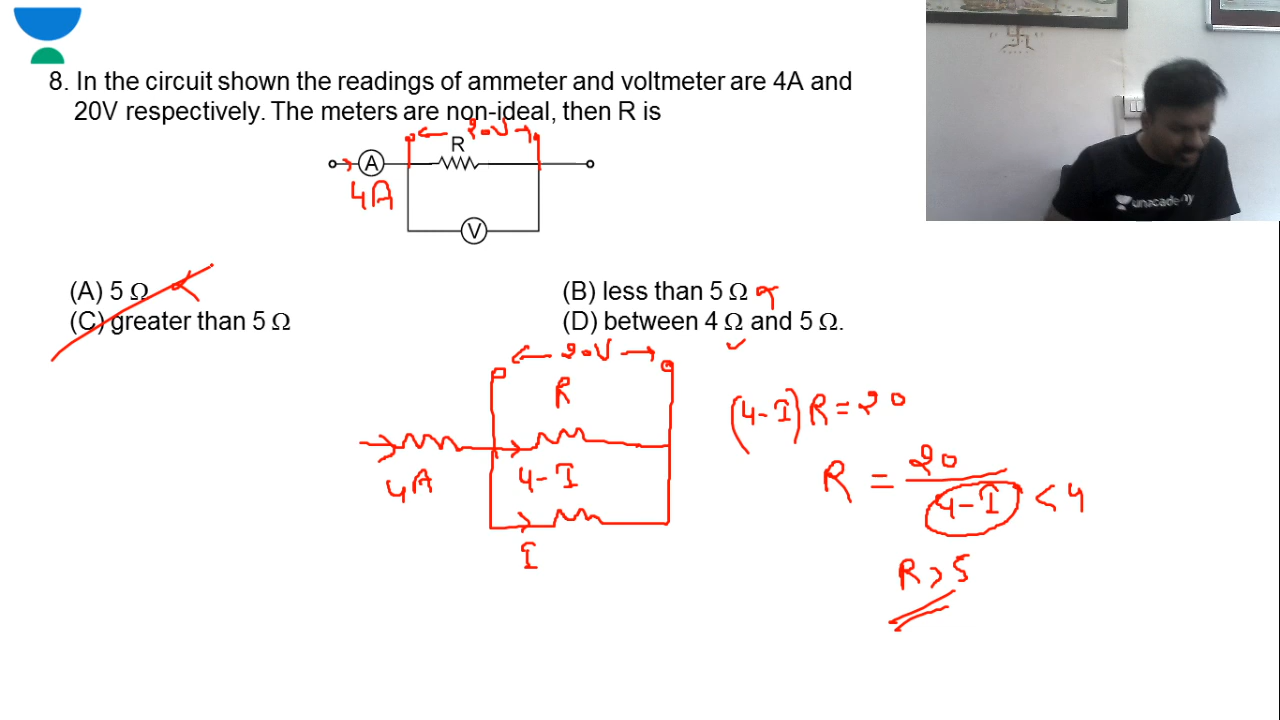 8. In the circuit shown the readings of ammeter and voltmeter are 4A and
20V respectively. The meters are non-ideal, then R is
20V
R
A
4A
V
(A) 5 Ω
(B) less than 5 Ω
(C) greater than 5 Ω
(D) between 4 Ω and 5 Ω.
20V
R
(4-I)R=20
4A
4-I
R = 20/4-I < 4
I
R > 5
unacademy